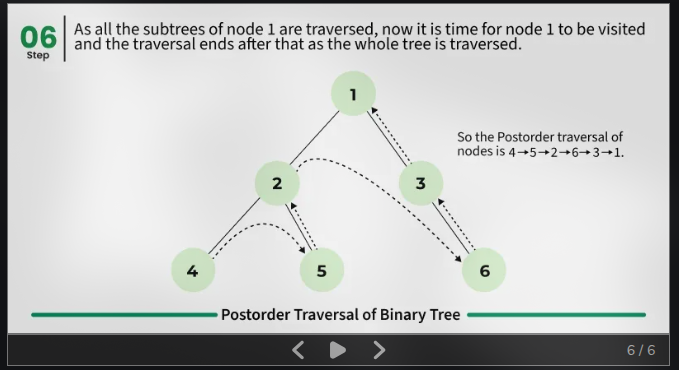 06
Step
As all the subtrees of node 1 are traversed, now it is time for node 1 to be visited
and the traversal ends after that as the whole tree is traversed.
1
So the Postorder traversal of
nodes is 4→5→2→6→3→1.
2
3
4
5
6
Postorder Traversal of Binary Tree
6 / 6